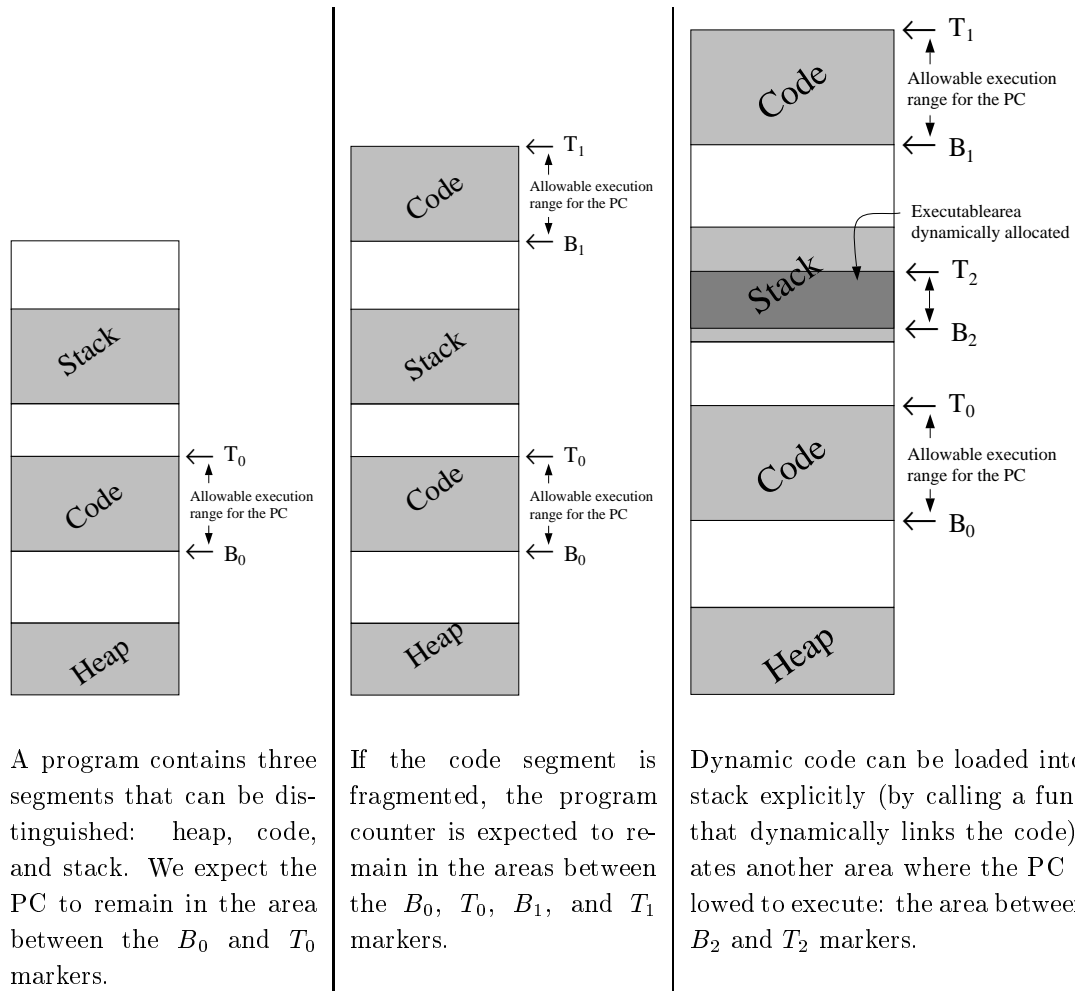 Stack
T0
Code
Allowable execution
range for the PC
B0
Heap
A program contains three
segments that can be dis-
tinguished: heap, code,
and stack. We expect the
PC to remain in the area
between the B0 and T0
markers.
T1
Code
Allowable execution
range for the PC
B1
Stack
T0
Code
Allowable execution
range for the PC
B0
Heap
If the code segment is
fragmented, the program
counter is expected to re-
main in the areas between
the B0, T0, B1, and T1
markers.
T1
Code
Allowable execution
range for the PC
B1
Executablearea
dynamically allocated
Stack
T2
B2
T0
Code
Allowable execution
range for the PC
B0
Heap
Dynamic code can be loaded into
stack explicitly (by calling a fun
that dynamically links the code)
ates another area where the PC
lowed to execute: the area between
B2 and T2 markers.